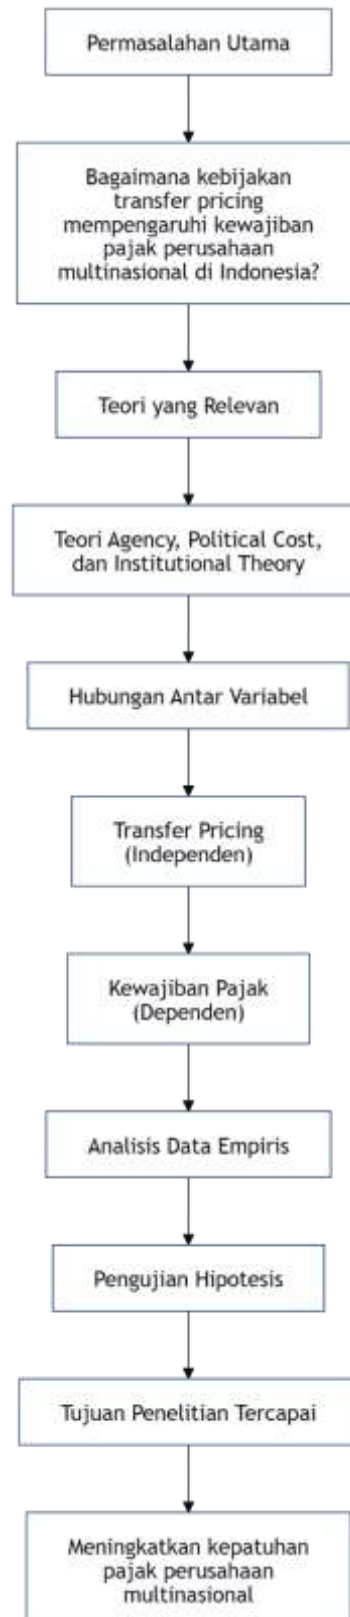 Permasalahan Utama
Bagaimana kebijakan
transfer pricing
mempengaruhi kewajiban
pajak perusahaan
multinasional di Indonesia?
Teori yang Relevan
Teori Agency, Political Cost,
dan Institutional Theory
Hubungan Antar Variabel
Transfer Pricing
(Independen)
Kewajiban Pajak
(Dependen)
Analisis Data Empiris
Pengujian Hipotesis
Tujuan Penelitian Tercapai
Meningkatkan kepatuhan
pajak perusahaan
multinasional